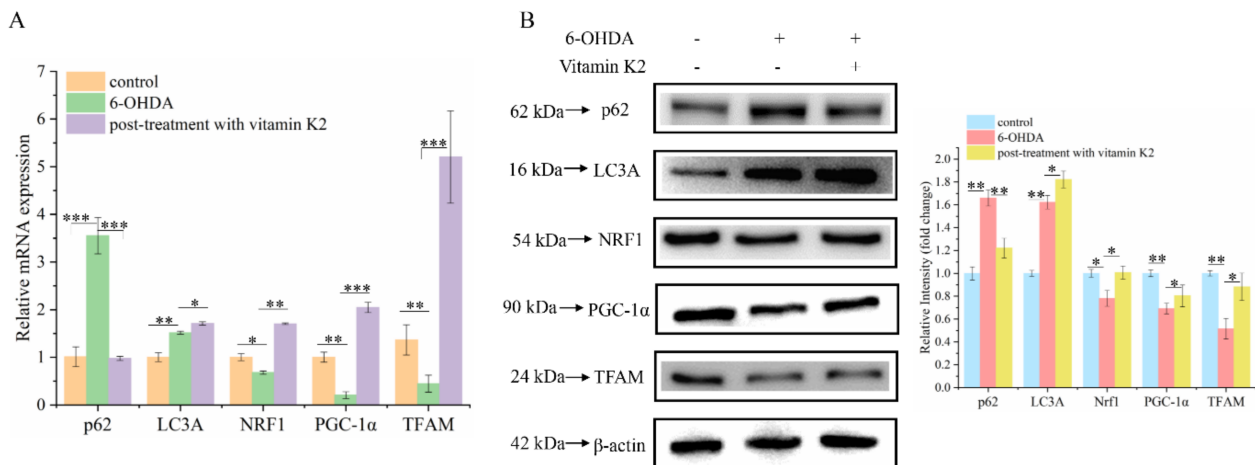 A
Relative mRNA expression
7
6
5
4
3
2
1
0
control
6-OHDA
post-treatment with vitamin K2
*** ***
** *
* **
** ***
** ***
p62 LC3A NRF1 PGC-1α TFAM
B
6-OHDA - + +
Vitamin K2 - - +
62 kDa → p62
16 kDa → LC3A
54 kDa → NRF1
90 kDa → PGC-1α
24 kDa → TFAM
42 kDa → β-actin
Relative Intensity (fold change)
2.0
1.8
1.6
1.4
1.2
1.0
0.8
0.6
0.4
0.2
0.0
control
6-OHDA
post-treatment with vitamin K2
** **
** *
* *
** *
** *
p62 LC3A Nrf1 PGC-1α TFAM